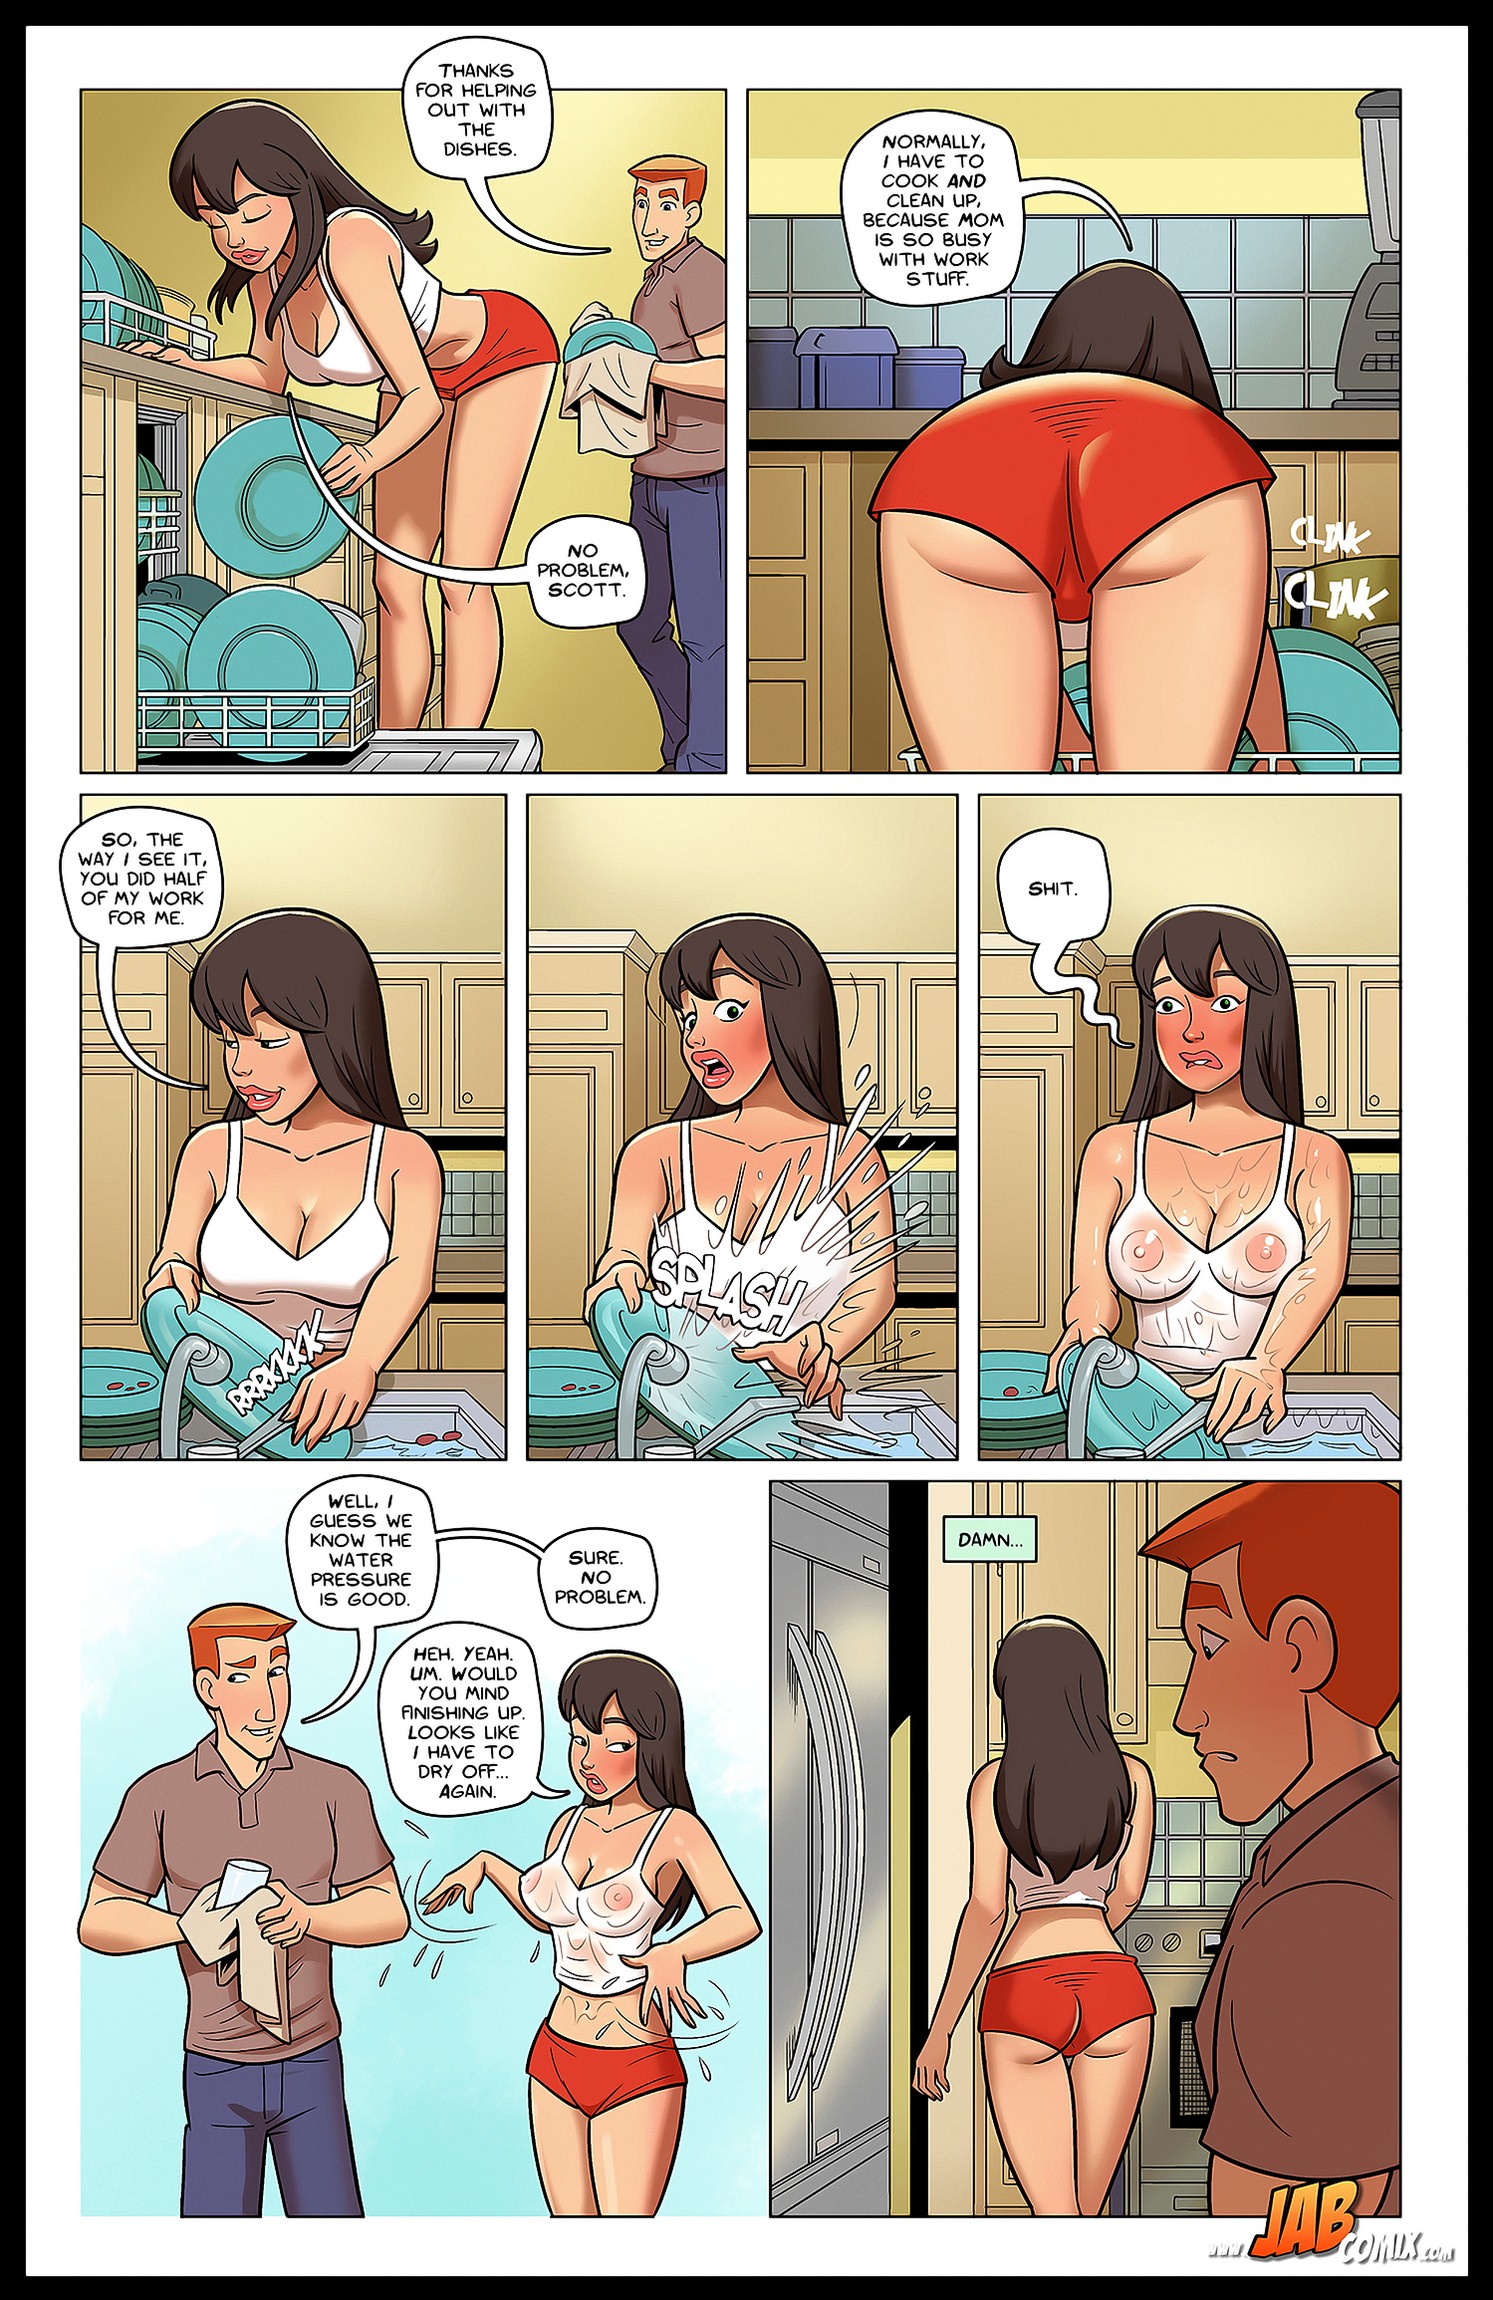 THANKS
FOR HELPING
OUT WITH
THE
DISHES.
NO
PROBLEM,
SCOTT.
NORMALLY,
I HAVE TO
COOK AND
CLEAN UP,
BECAUSE MOM
IS SO BUSY
WITH WORK
STUFF.
CLINK
CLINK
SO, THE
WAY I SEE IT,
YOU DID HALF
OF MY WORK
FOR ME.
RRRKKKK
SPLASH
SHIT.
WELL, I
GUESS WE
KNOW THE
WATER
PRESSURE
IS GOOD.
HEH. YEAH.
UM. WOULD
YOU MIND
FINISHING UP.
LOOKS LIKE
I HAVE TO
DRY OFF...
AGAIN.
SURE.
NO
PROBLEM.
DAMN...
www.JABCOMIX.com